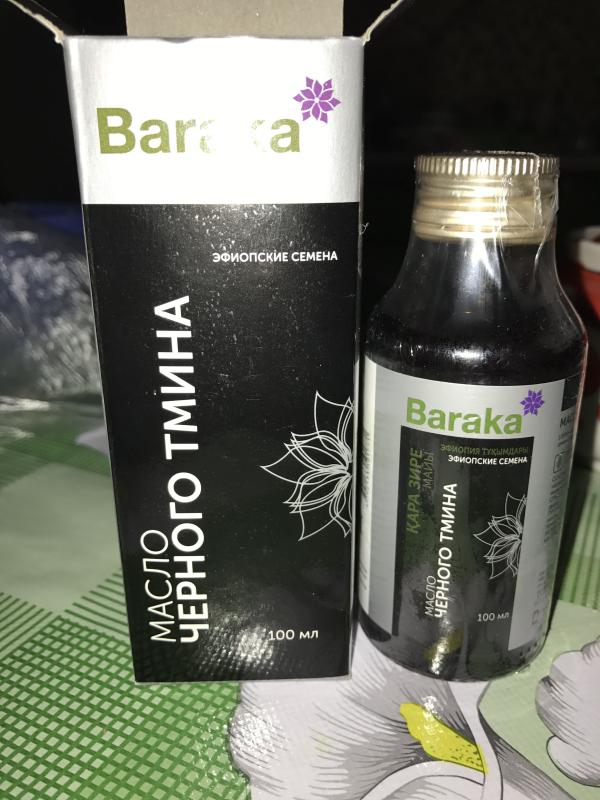 Baraka
ЭФИОПСКИЕ СЕМЕНА
МАСЛО
ЧЕРНОГО ТМИНА
100 мл
Baraka
ЭФИОПИЯ ТҰҚЫМДАРЫ
ЭФИОПСКИЕ СЕМЕНА
ҚАРА ЗИРЕ
МАЙЫ
МАСЛО
ЧЕРНОГО ТМИНА
100 мл